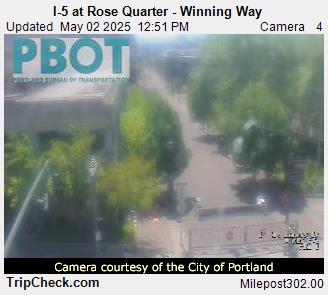 I-5 at Rose Quarter - Winning Way
Updated May 02 2025 12:51 PM Camera 4
PBOT
PORTLAND BUREAU OF TRANSPORTATION
Camera courtesy of the City of Portland
TripCheck.com Milepost302.00